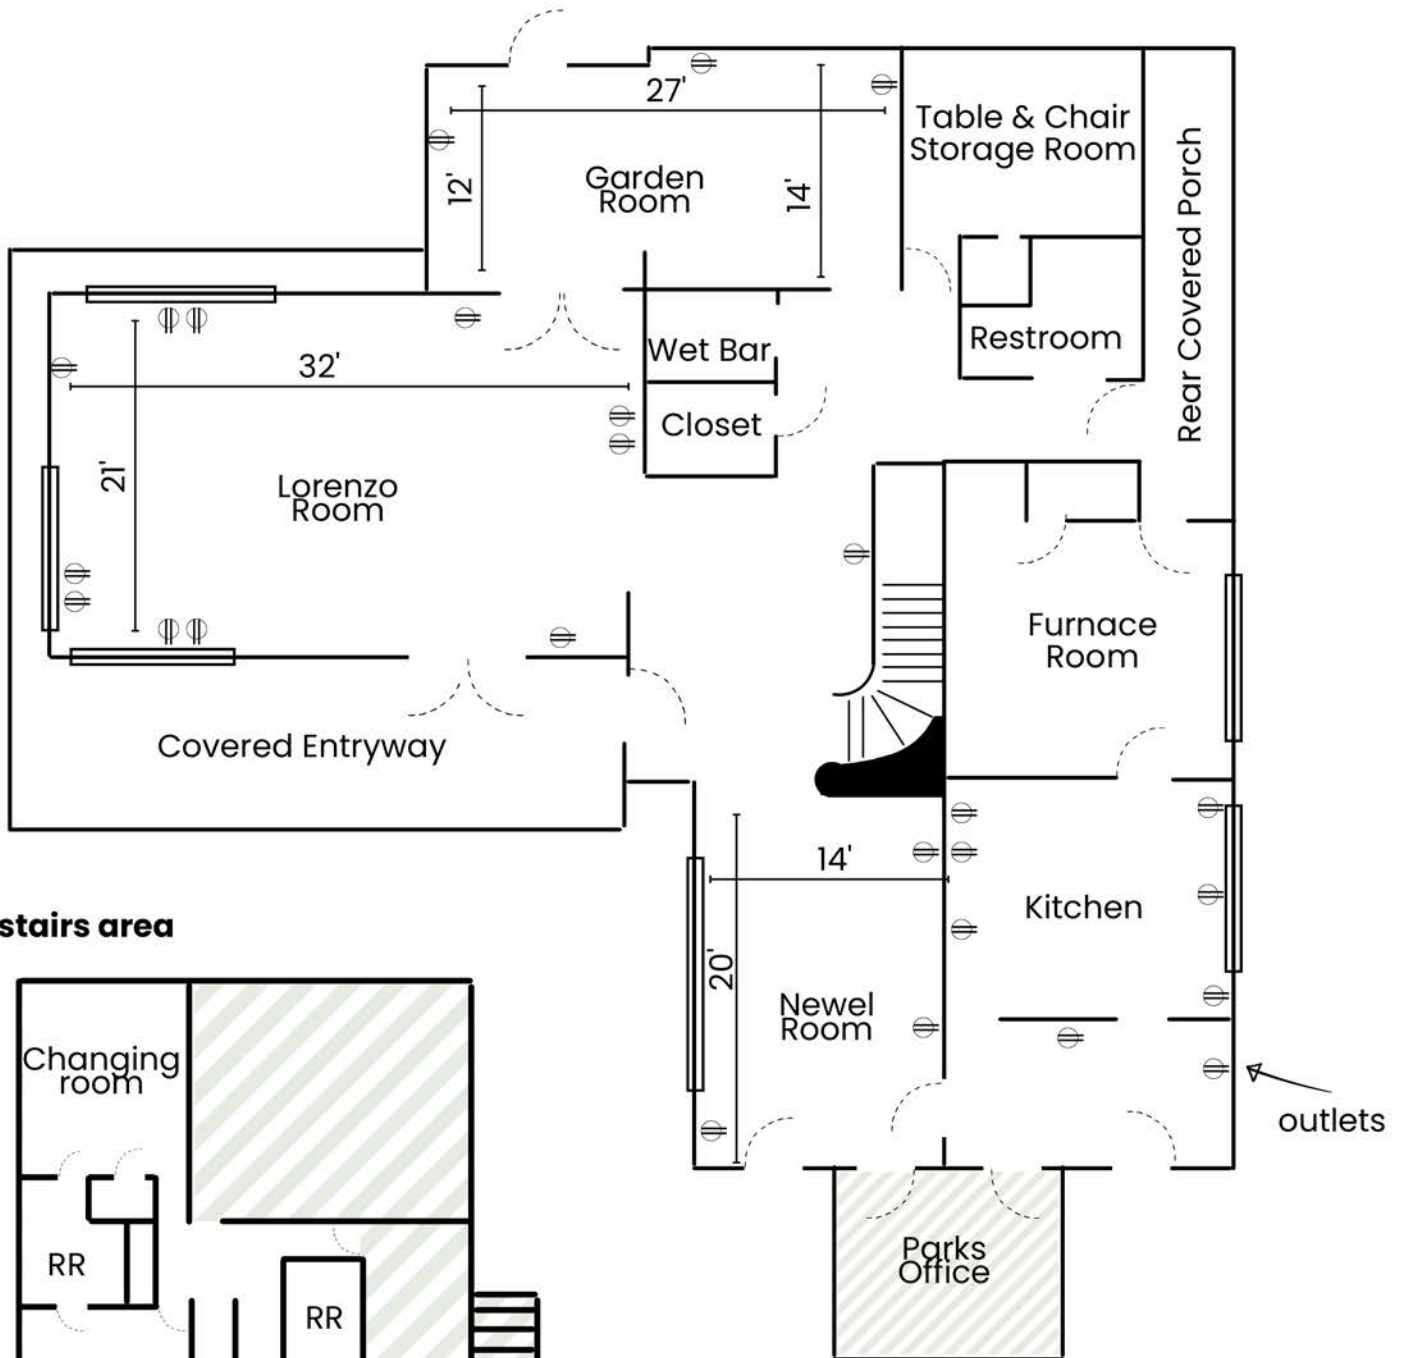 27'
Table & Chair
Storage Room
12'
Garden
Room
14'
Rear Covered Porch
32'
Wet Bar
Restroom
Closet
21'
Lorenzo
Room
Furnace
Room
Covered Entryway
14'
Kitchen
stairs area
20'
Newel
Room
Changing
room
outlets
RR
RR
Parks
Office